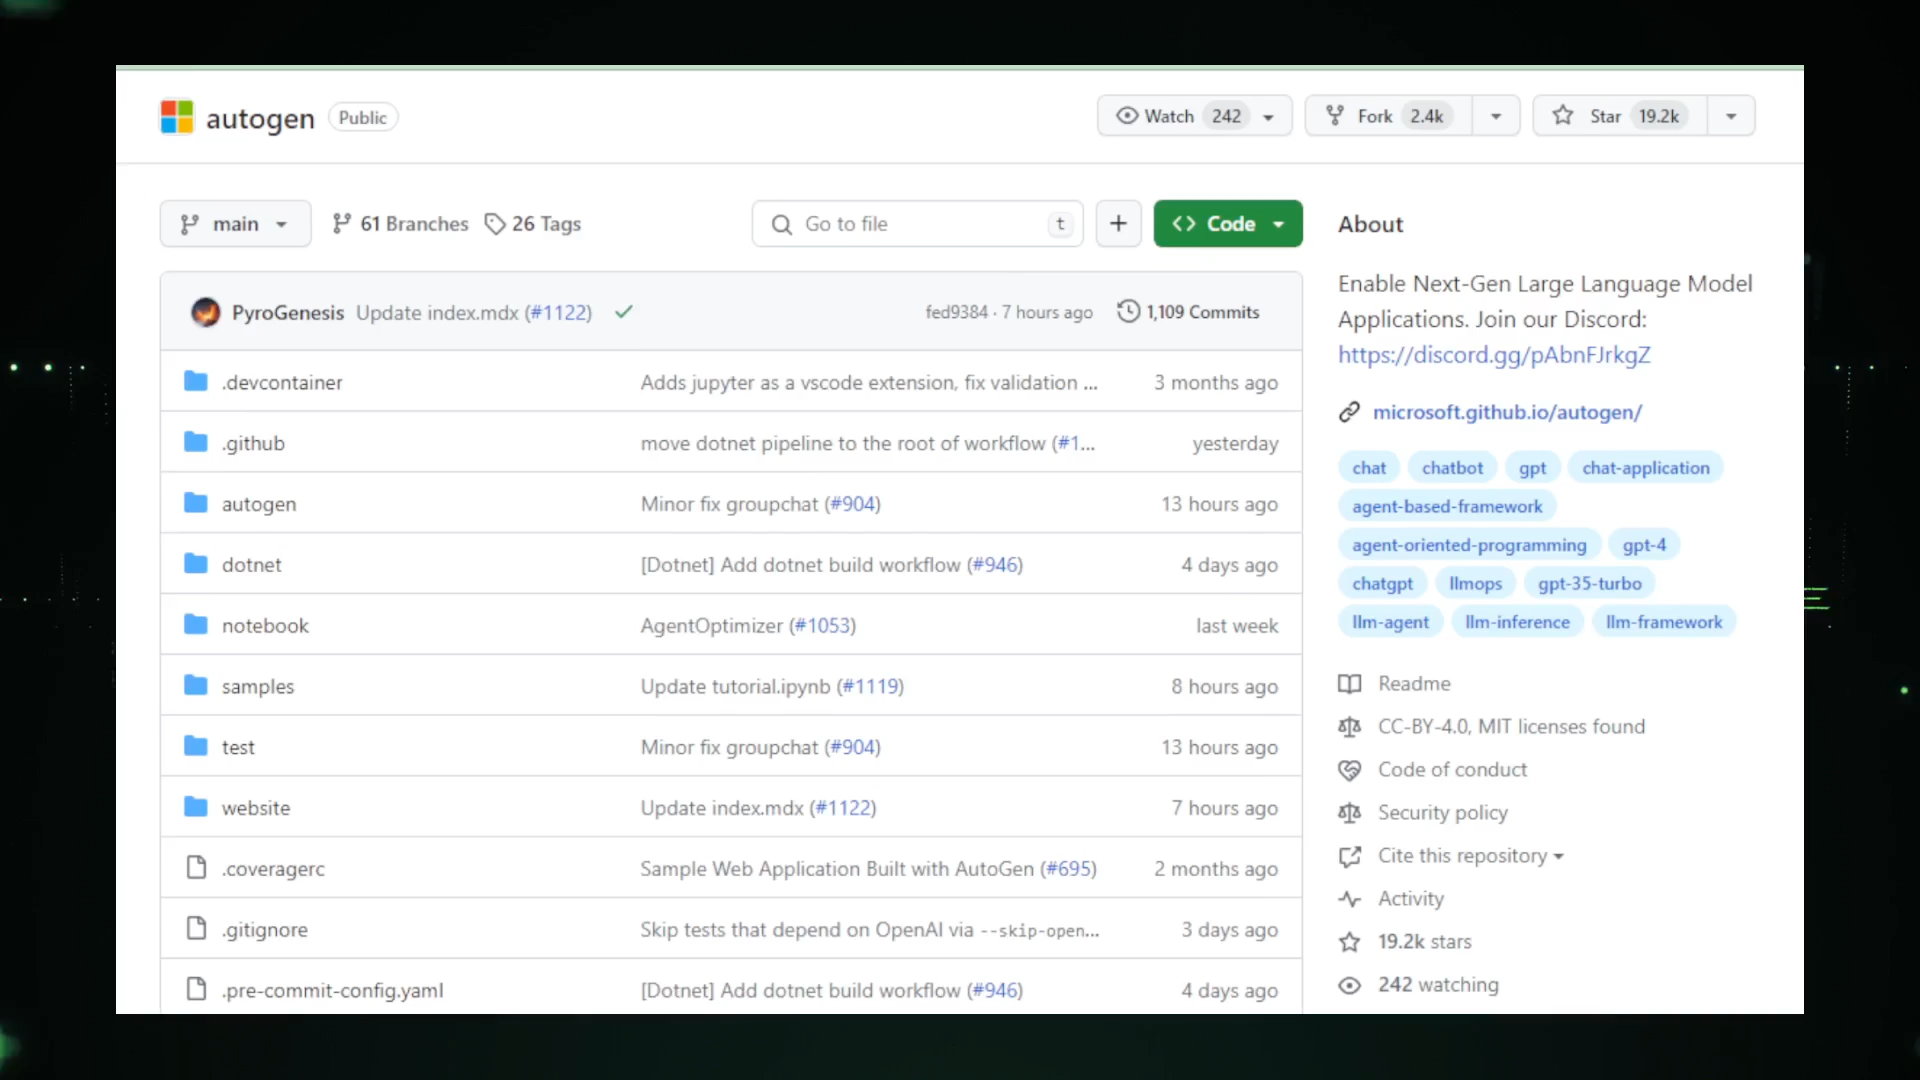 autogen Public Watch 242 Fork 2.4k Star 19.2k
main 61 Branches 26 Tags Go to file t + Code
PyroGenesis Update index.mdx (#1122) fed9384 · 7 hours ago 1,109 Commits
.devcontainer Adds jupyter as a vscode extension, fix validation ... 3 months ago
.github move dotnet pipeline to the root of workflow (#1... yesterday
autogen Minor fix groupchat (#904) 13 hours ago
dotnet [Dotnet] Add dotnet build workflow (#946) 4 days ago
notebook AgentOptimizer (#1053) last week
samples Update tutorial.ipynb (#1119) 8 hours ago
test Minor fix groupchat (#904) 13 hours ago
website Update index.mdx (#1122) 7 hours ago
.coveragerc Sample Web Application Built with AutoGen (#695) 2 months ago
.gitignore Skip tests that depend on OpenAI via --skip-open... 3 days ago
.pre-commit-config.yaml [Dotnet] Add dotnet build workflow (#946) 4 days ago
About
Enable Next-Gen Large Language Model
Applications. Join our Discord:
https://discord.gg/pAbnFJrkgZ
microsoft.github.io/autogen/
chat chatbot gpt chat-application
agent-based-framework
agent-oriented-programming gpt-4
chatgpt llmops gpt-35-turbo
llm-agent llm-inference llm-framework
Readme
CC-BY-4.0, MIT licenses found
Code of conduct
Security policy
Cite this repository
Activity
19.2k stars
242 watching